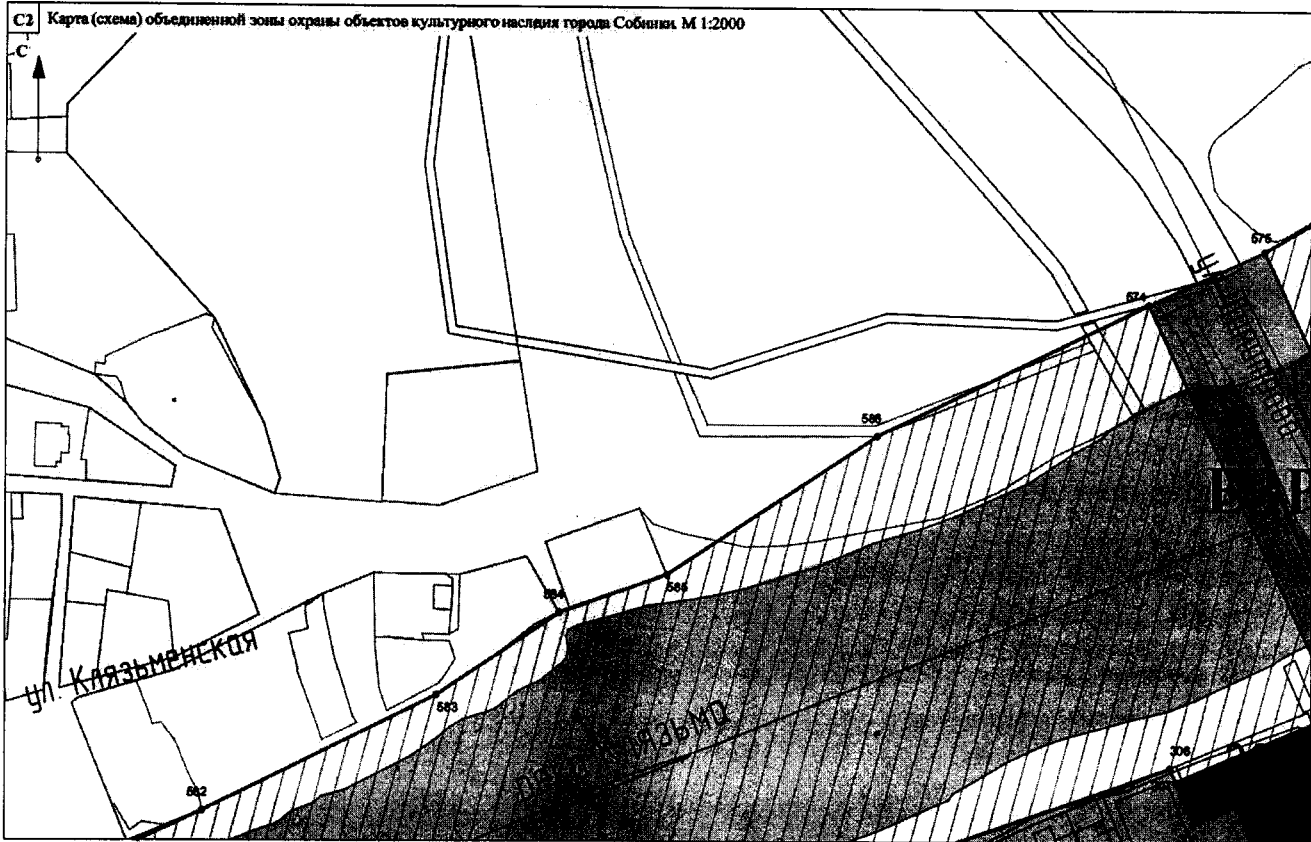 С2 Карта (схема) объединенной зоны охраны объектов культурного наследия города Собинки. М 1:2000
С
575
574
586
584
585
ул. Клязьменская
583
582
306